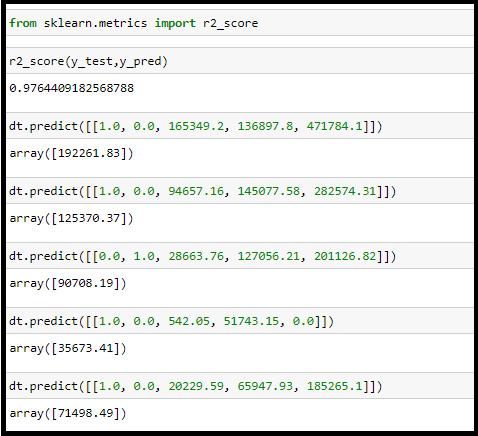 from sklearn.metrics import r2_score
r2_score(y_test,y_pred)
0.9764409182568788
dt.predict([[1.0, 0.0, 165349.2, 136897.8, 471784.1]])
array([192261.83])
dt.predict([[1.0, 0.0, 94657.16, 145077.58, 282574.31]])
array([125370.37])
dt.predict([[0.0, 1.0, 28663.76, 127056.21, 201126.82]])
array([90708.19])
dt.predict([[1.0, 0.0, 542.05, 51743.15, 0.0]])
array([35673.41])
dt.predict([[1.0, 0.0, 20229.59, 65947.93, 185265.1]])
array([71498.49])